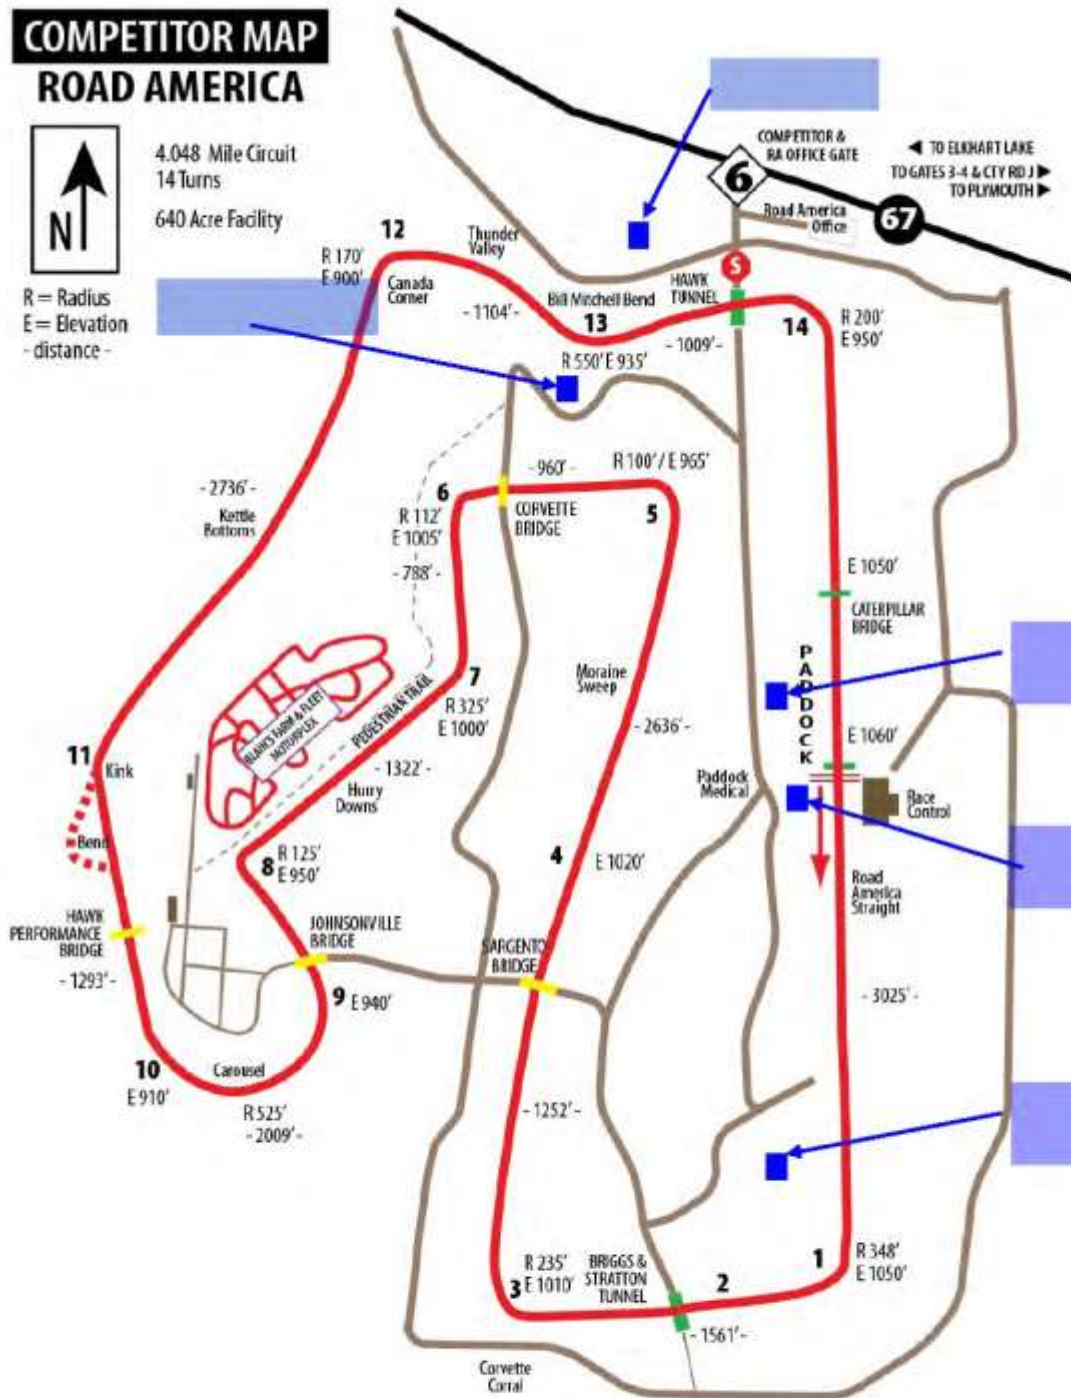 COMPETITOR MAP
ROAD AMERICA
N
4.048 Mile Circuit
14 Turns
640 Acre Facility
R = Radius
E = Elevation
- distance -
COMPETITOR &
RA OFFICE GATE
6
◄ TO ELKHART LAKE
TO GATES 3-4 & CTY RD J ►
TO PLYMOUTH ►
67
Road America
Office
S
HAWK
TUNNEL
12
R 170'
E 900'
Canada
Corner
Thunder
Valley
- 1104' -
Bill Mitchell Bend
13
R 550' E 935'
- 1009' -
14
R 200'
E 950'
- 2736' -
Kettle
Bottoms
- 960' -
R 100' / E 965'
6
5
R 112'
E 1005'
CORVETTE
BRIDGE
- 788' -
E 1050'
CATERPILLAR
BRIDGE
PADDOCK
7
R 325'
E 1000'
Moraine
Sweep
- 2636' -
E 1060'
BLAIN'S FARM & FLEET
MOTORPLEX
PEDESTRIAN TRAIL
- 1322' -
Hurry
Downs
11
Kink
Bend
Paddock
Medical
Race
Control
8
R 125'
E 950'
4
E 1020'
Road
America
Straight
HAWK
PERFORMANCE
BRIDGE
JOHNSONVILLE
BRIDGE
SARGENTO
BRIDGE
- 1293' -
9
E 940'
- 3025' -
10
E 910'
Carousel
R 525'
- 2009' -
- 1252' -
R 235'
E 1010'
3
BRIGGS &
STRATTON
TUNNEL
2
1
R 348'
E 1050'
- 1561' -
Corvette
Corral